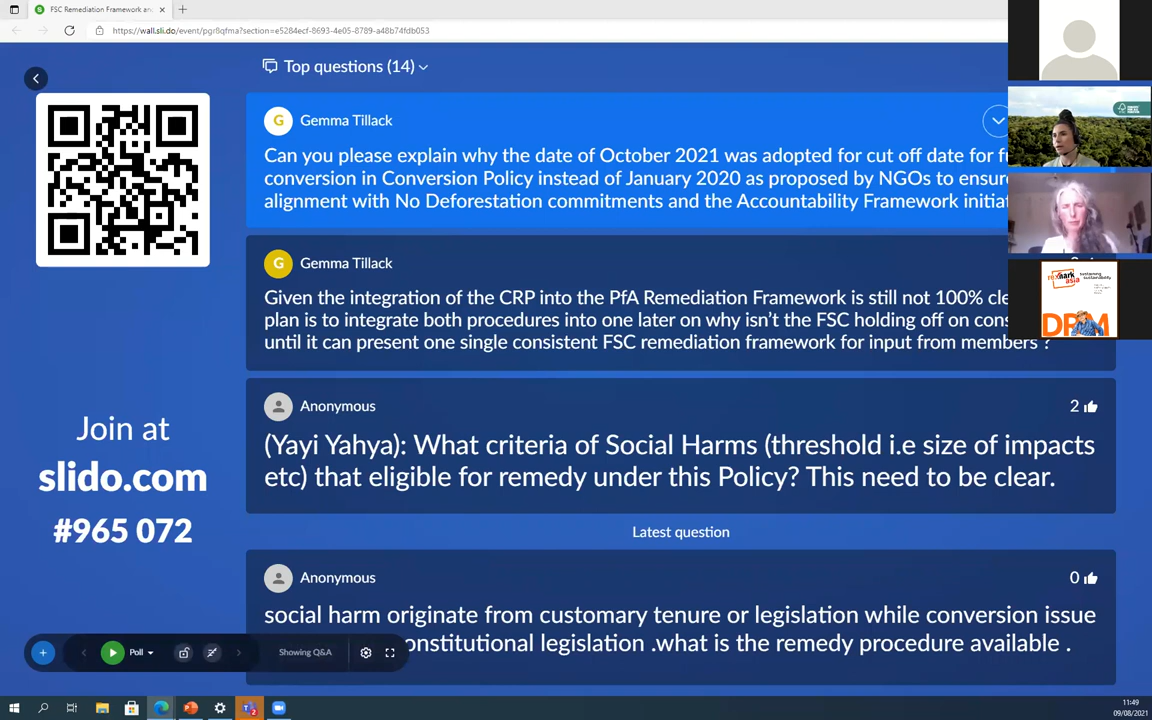 FSC Remediation Framework an
https://wall.sli.do/event/pgr8qfma?section=e5284ecf-8693-4e05-8789-a48b74fdb053
Top questions (14)
G Gemma Tillack
Can you please explain why the date of October 2021 was adopted for cut off date for
conversion in Conversion Policy instead of January 2020 as proposed by NGOs to ensure
alignment with No Deforestation commitments and the Accountability Framework
G Gemma Tillack
Given the integration of the CRP into the PfA Remediation Framework is still not 100%
plan is to integrate both procedures into one later on why isn't the FSC holding off on
until it can present one single consistent FSC remediation framework for input from members ?
Anonymous
2
(Yayi Yahya): What criteria of Social Harms (threshold i.e size of impacts
etc) that eligible for remedy under this Policy? This need to be clear.
Latest question
Anonymous
0
social harm originate from customary tenure or legislation while conversion issue
onstitutional legislation .what is the remedy procedure available .
Join at
slido.com
#965 072
Poll
Showing Q&A
remark
asia
sustaining
sustainability
11:49
09/08/2021